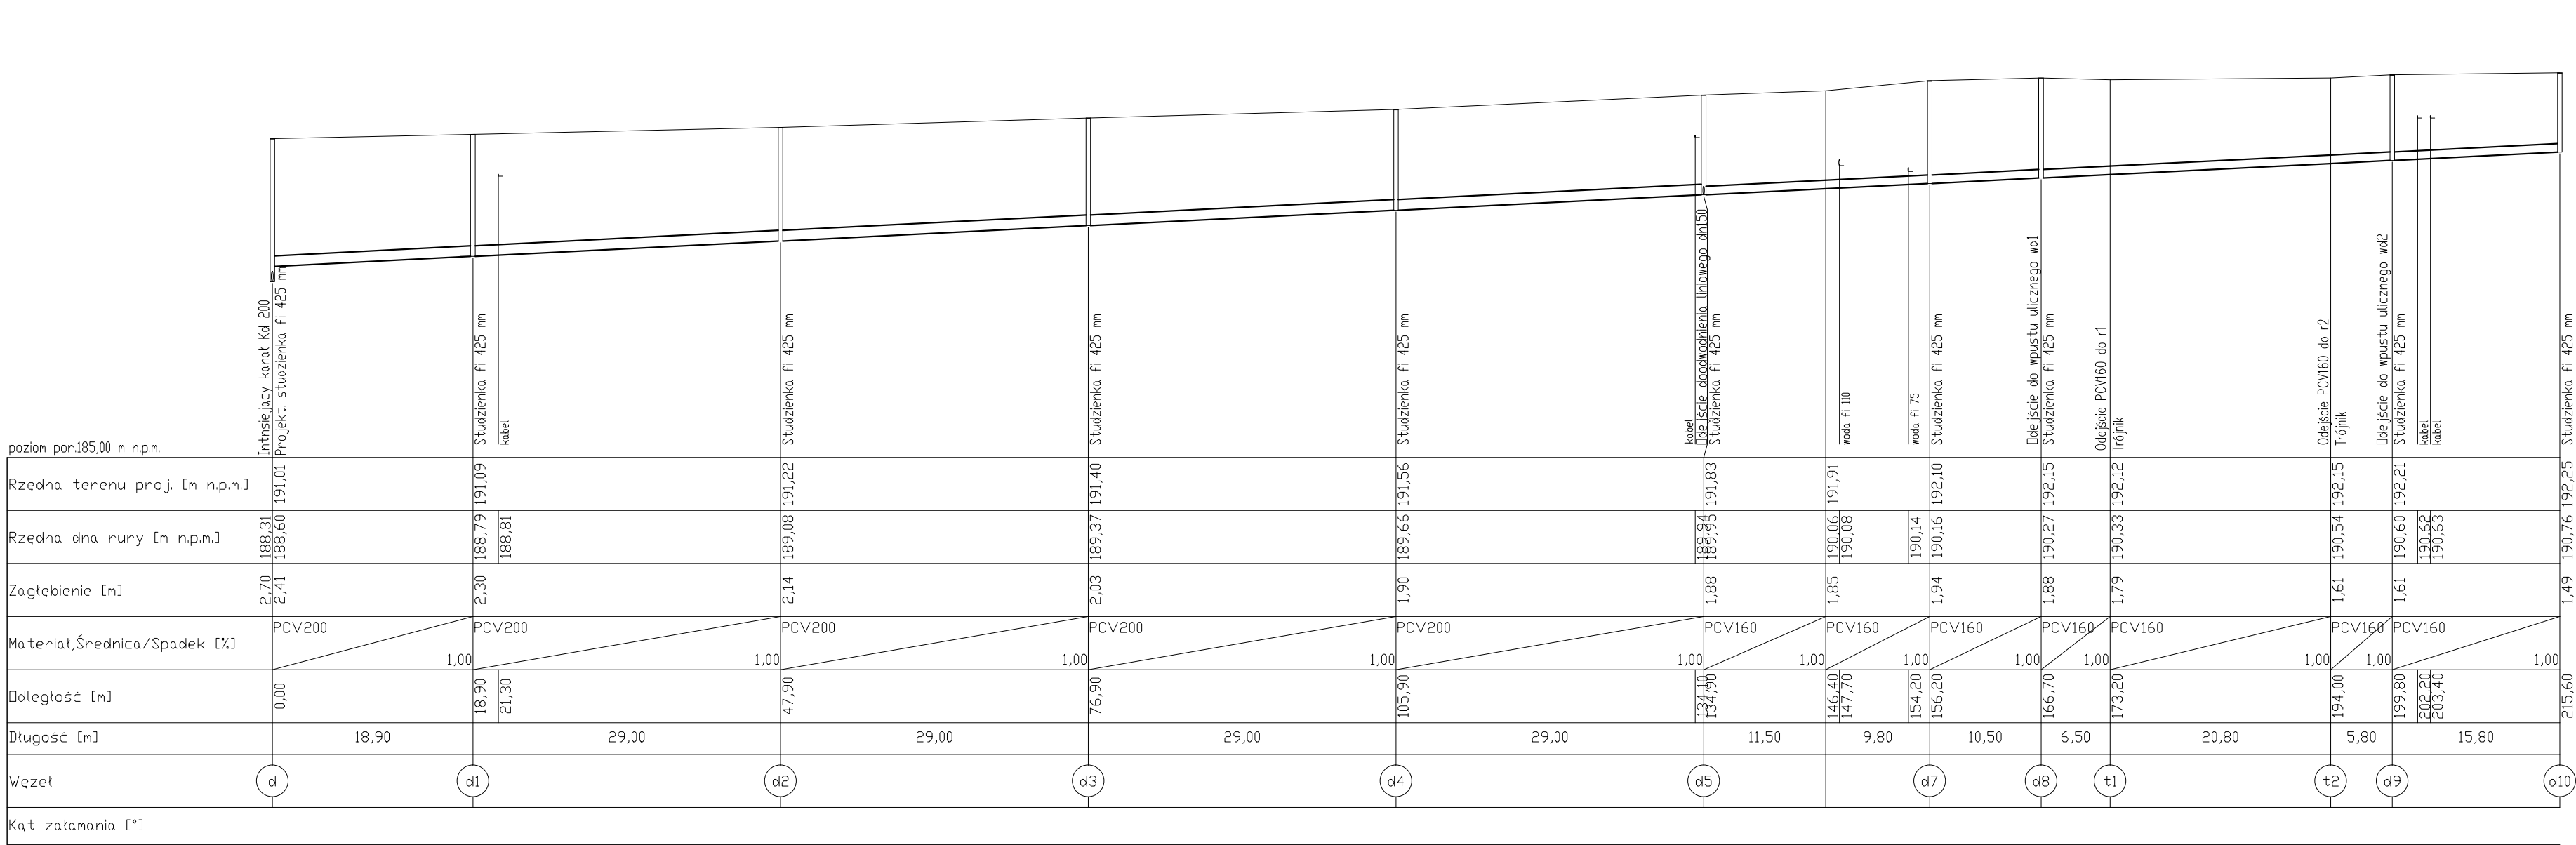 Intnsiejący kanał Kd 200
Projekt. studzienka fi 425 mm
Studzienka fi 425 mm
kabel
Studzienka fi 425 mm
Studzienka fi 425 mm
Studzienka fi 425 mm
kabel
Odejście doodwodnienia liniowego dn150
Studzienka fi 425 mm
woda fi 110
woda fi 75
Studzienka fi 425 mm
Odejście do wpustu ulicznego wd1
Studzienka fi 425 mm
Odejście PCV160 do r1
Trójnik
Odejście PCV160 do r2
Trójnik
Odejście do wpustu ulicznego wd2
Studzienka fi 425 mm
kabel
kabel
Studzienka fi 425 mm
poziom por.185,00 m n.p.m.
Rzędna terenu proj. [m n.p.m.] 191,01 191,09 191,22 191,40 191,56 191,83 191,91 192,10 192,15 192,12 192,15 192,21 192,25
Rzędna dna rury [m n.p.m.] 188,31 188,60 188,79 188,81 189,08 189,37 189,66 189,94 189,95 190,06 190,08 190,14 190,16 190,27 190,33 190,54 190,60 190,62 190,63 190,76
Zagłębienie [m] 2,70 2,41 2,30 2,14 2,03 1,90 1,88 1,85 1,94 1,88 1,79 1,61 1,61 1,49
PCV200 PCV200 PCV200 PCV200 PCV200 PCV160 PCV160 PCV160 PCV160 PCV160 PCV160 PCV160
Materiał,Średnica/Spadek [%]
1,00 1,00 1,00 1,00 1,00 1,00 1,00 1,00 1,00 1,00 1,00 1,00
Odległość [m] 0,00 18,90 21,30 47,90 76,90 105,90 134,10 134,90 146,40 147,70 154,20 156,20 166,70 173,20 194,00 199,80 202,20 203,40 215,60
Długość [m] 18,90 29,00 29,00 29,00 29,00 11,50 9,80 10,50 6,50 20,80 5,80 15,80
Węzeł d d1 d2 d3 d4 d5 d7 d8 t1 t2 d9 d10
Kąt załamania [°]